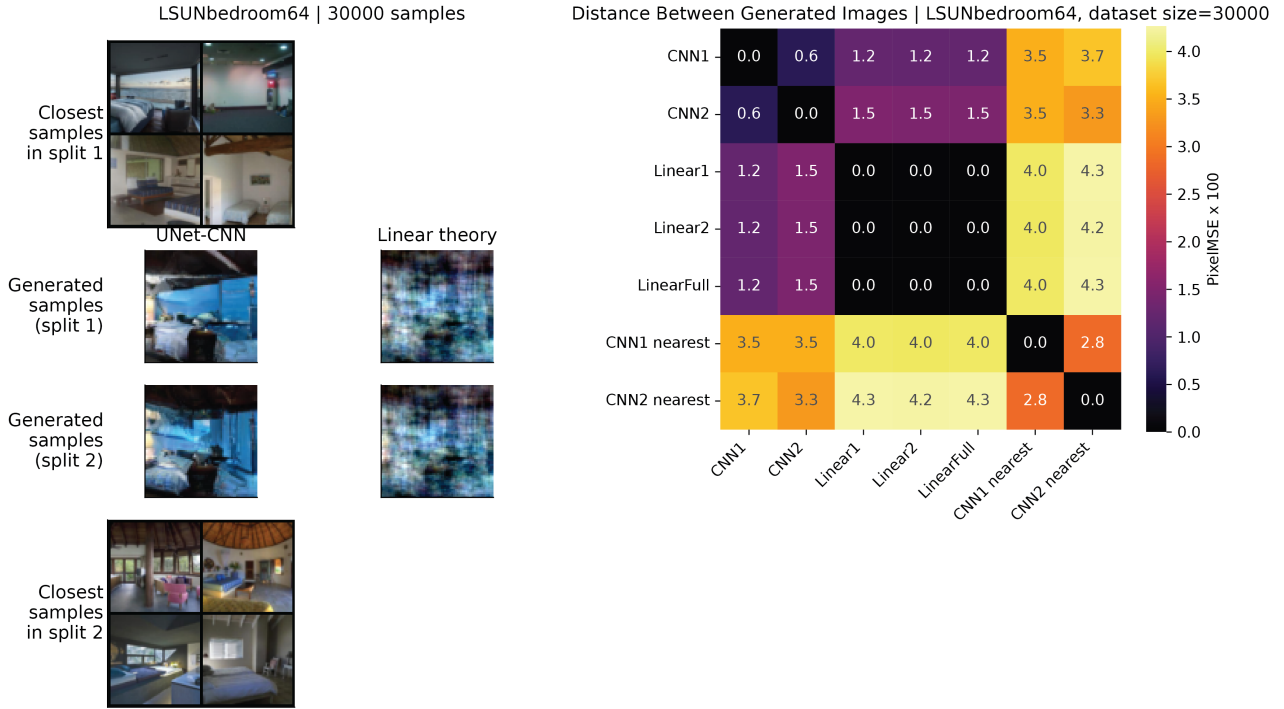 LSUNbedroom64 | 30000 samples
Closest
samples
in split 1
UNet-CNN
Linear theory
Generated
samples
(split 1)
Generated
samples
(split 2)
Closest
samples
in split 2
Distance Between Generated Images | LSUNbedroom64, dataset size=30000
CNN1 0.0 0.6 1.2 1.2 1.2 3.5 3.7
CNN2 0.6 0.0 1.5 1.5 1.5 3.5 3.3
Linear1 1.2 1.5 0.0 0.0 0.0 4.0 4.3
Linear2 1.2 1.5 0.0 0.0 0.0 4.0 4.2
LinearFull 1.2 1.5 0.0 0.0 0.0 4.0 4.3
CNN1 nearest 3.5 3.5 4.0 4.0 4.0 0.0 2.8
CNN2 nearest 3.7 3.3 4.3 4.2 4.3 2.8 0.0
CNN1 CNN2 Linear1 Linear2 LinearFull CNN1 nearest CNN2 nearest
4.0
3.5
3.0
2.5
2.0
1.5
1.0
0.5
0.0
PixelMSE x 100